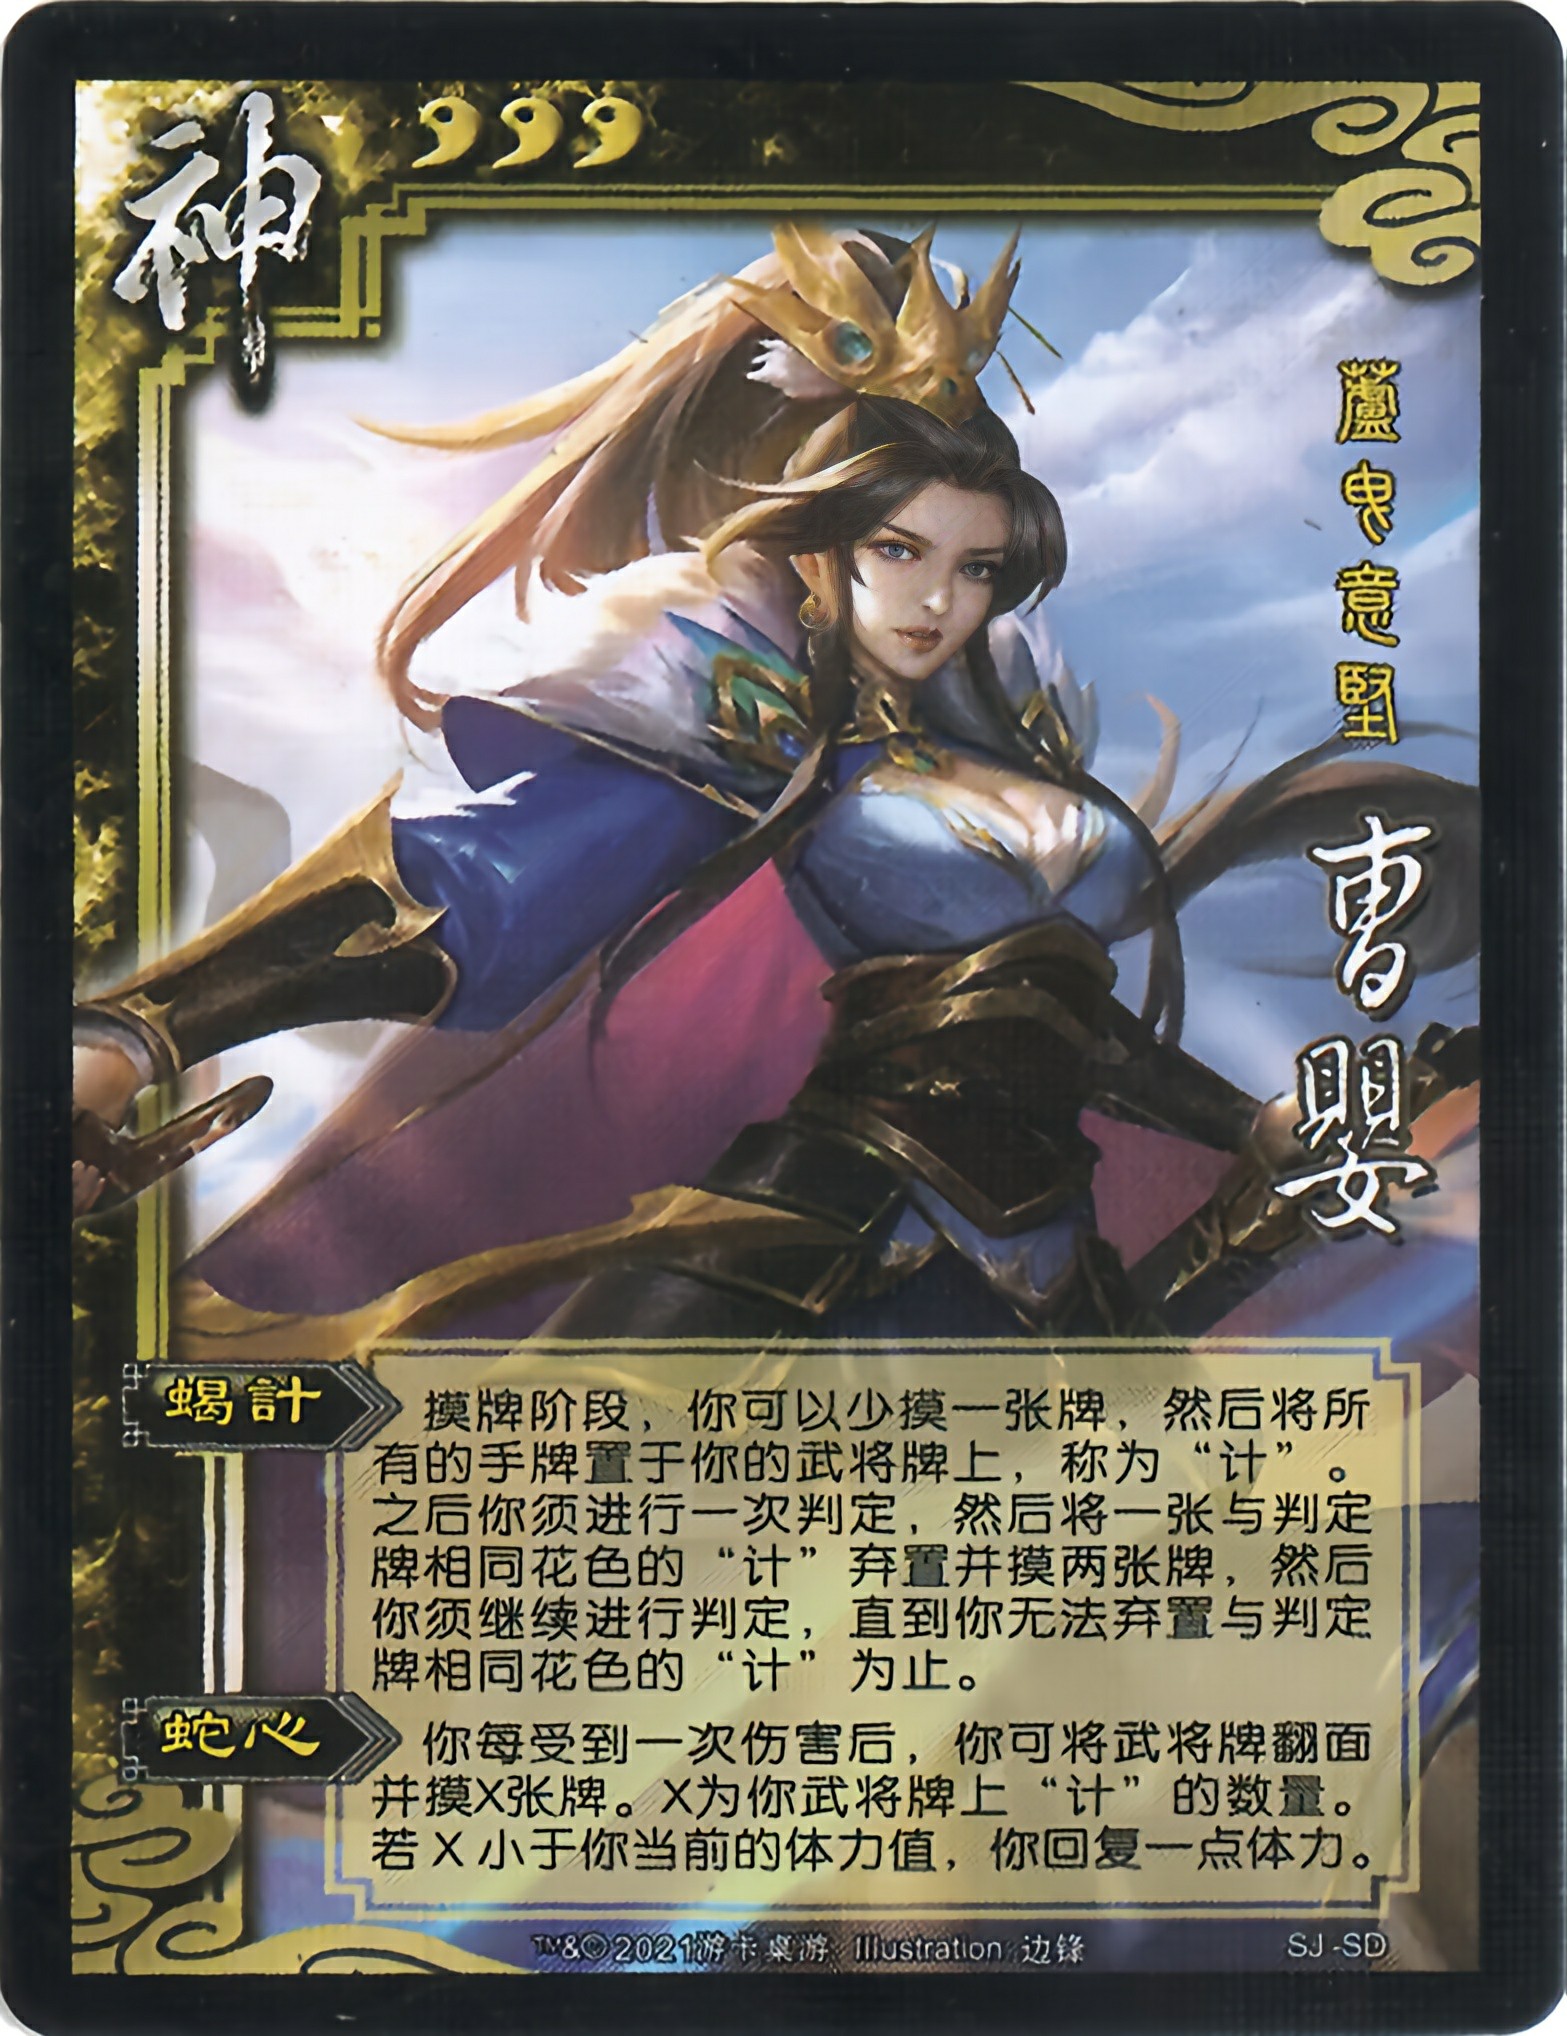 神
蘆曳意堅
曹嬰
蝎計
摸牌阶段，你可以少摸一张牌，然后将所
有的手牌置于你的武将牌上，称为“计”。
之后你须进行一次判定，然后将一张与判定
牌相同花色的“计”弃置并摸两张牌，然后
你须继续进行判定，直到你无法弃置与判定
牌相同花色的“计”为止。
蛇心
你每受到一次伤害后，你可将武将牌翻面
并摸X张牌。X为你武将牌上“计”的数量。
若X小于你当前的体力值，你回复一点体力。
™&©2021游卡桌游 Illustration 边锋
SJ-SD